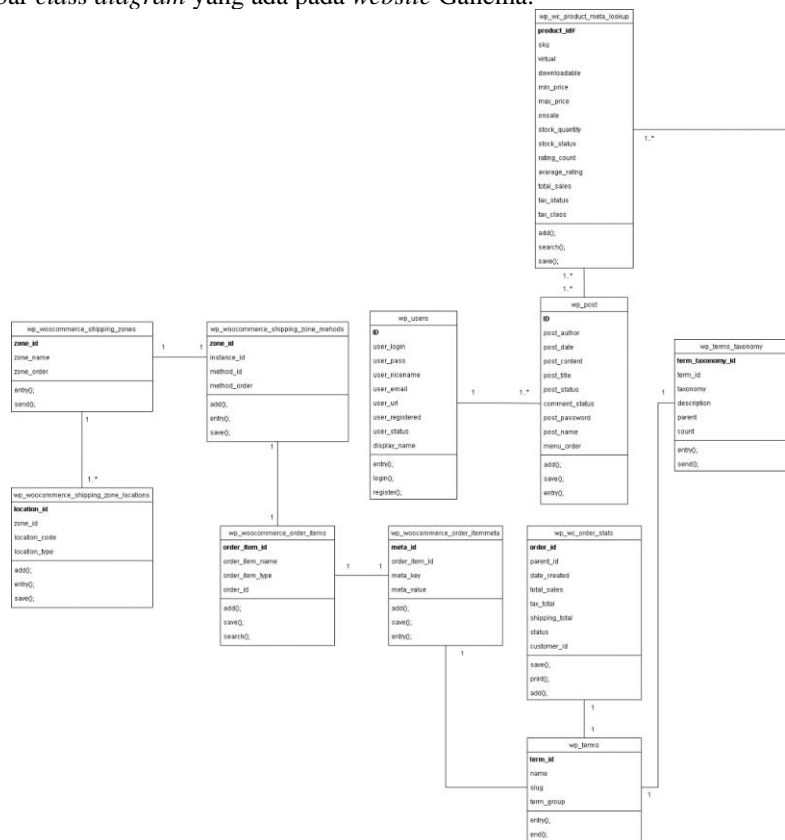 class diagram yang ada pada website
wp_wc_product_meta_lookup
product_id#
sku
virtual
downloadable
min_price
max_price
onsale
stock_quantity
stock_status
rating_count
avarage_rating
total_sales
tax_status
tax_class
add();
search();
save();
1..*
1..*
1..*
wp_post
ID
post_author
post_date
post_content
post_title
post_status
comment_status
post_password
post_name
menu_order
add();
save();
entry();
wp_users
ID
user_login
user_pass
user_nicename
user_email
user_url
user_registered
user_status
display_name
entry();
login();
register();
1
1..*
wp_terms_taxonomy
term_taxonomy_id
term_id
taxonomy
description
parent
count
entry();
send();
1
wp_woocommerce_shipping_zones
zone_id
zone_name
zone_order
entry();
send();
1
1
wp_woocommerce_shipping_zone_mehods
zone_id
instance_id
method_id
method_order
add();
entry();
save();
1
1..*
wp_woocommerce_shipping_zone_locations
location_id
zone_id
location_code
location_type
add();
entry();
save();
1
1
wp_woocommerce_order_items
order_item_id
order_item_name
order_item_type
order_id
add();
save();
search();
1
1
wp_woocommerce_order_itemmeta
meta_id
order_item_id
meta_key
meta_value
add();
save();
entry();
1
wp_wc_order_stats
order_id
parent_id
date_created
total_sales
tax_total
shipping_total
status
customer_id
save();
print();
add();
1
1
wp_terms
term_id
name
slug
term_group
entry();
end();
1